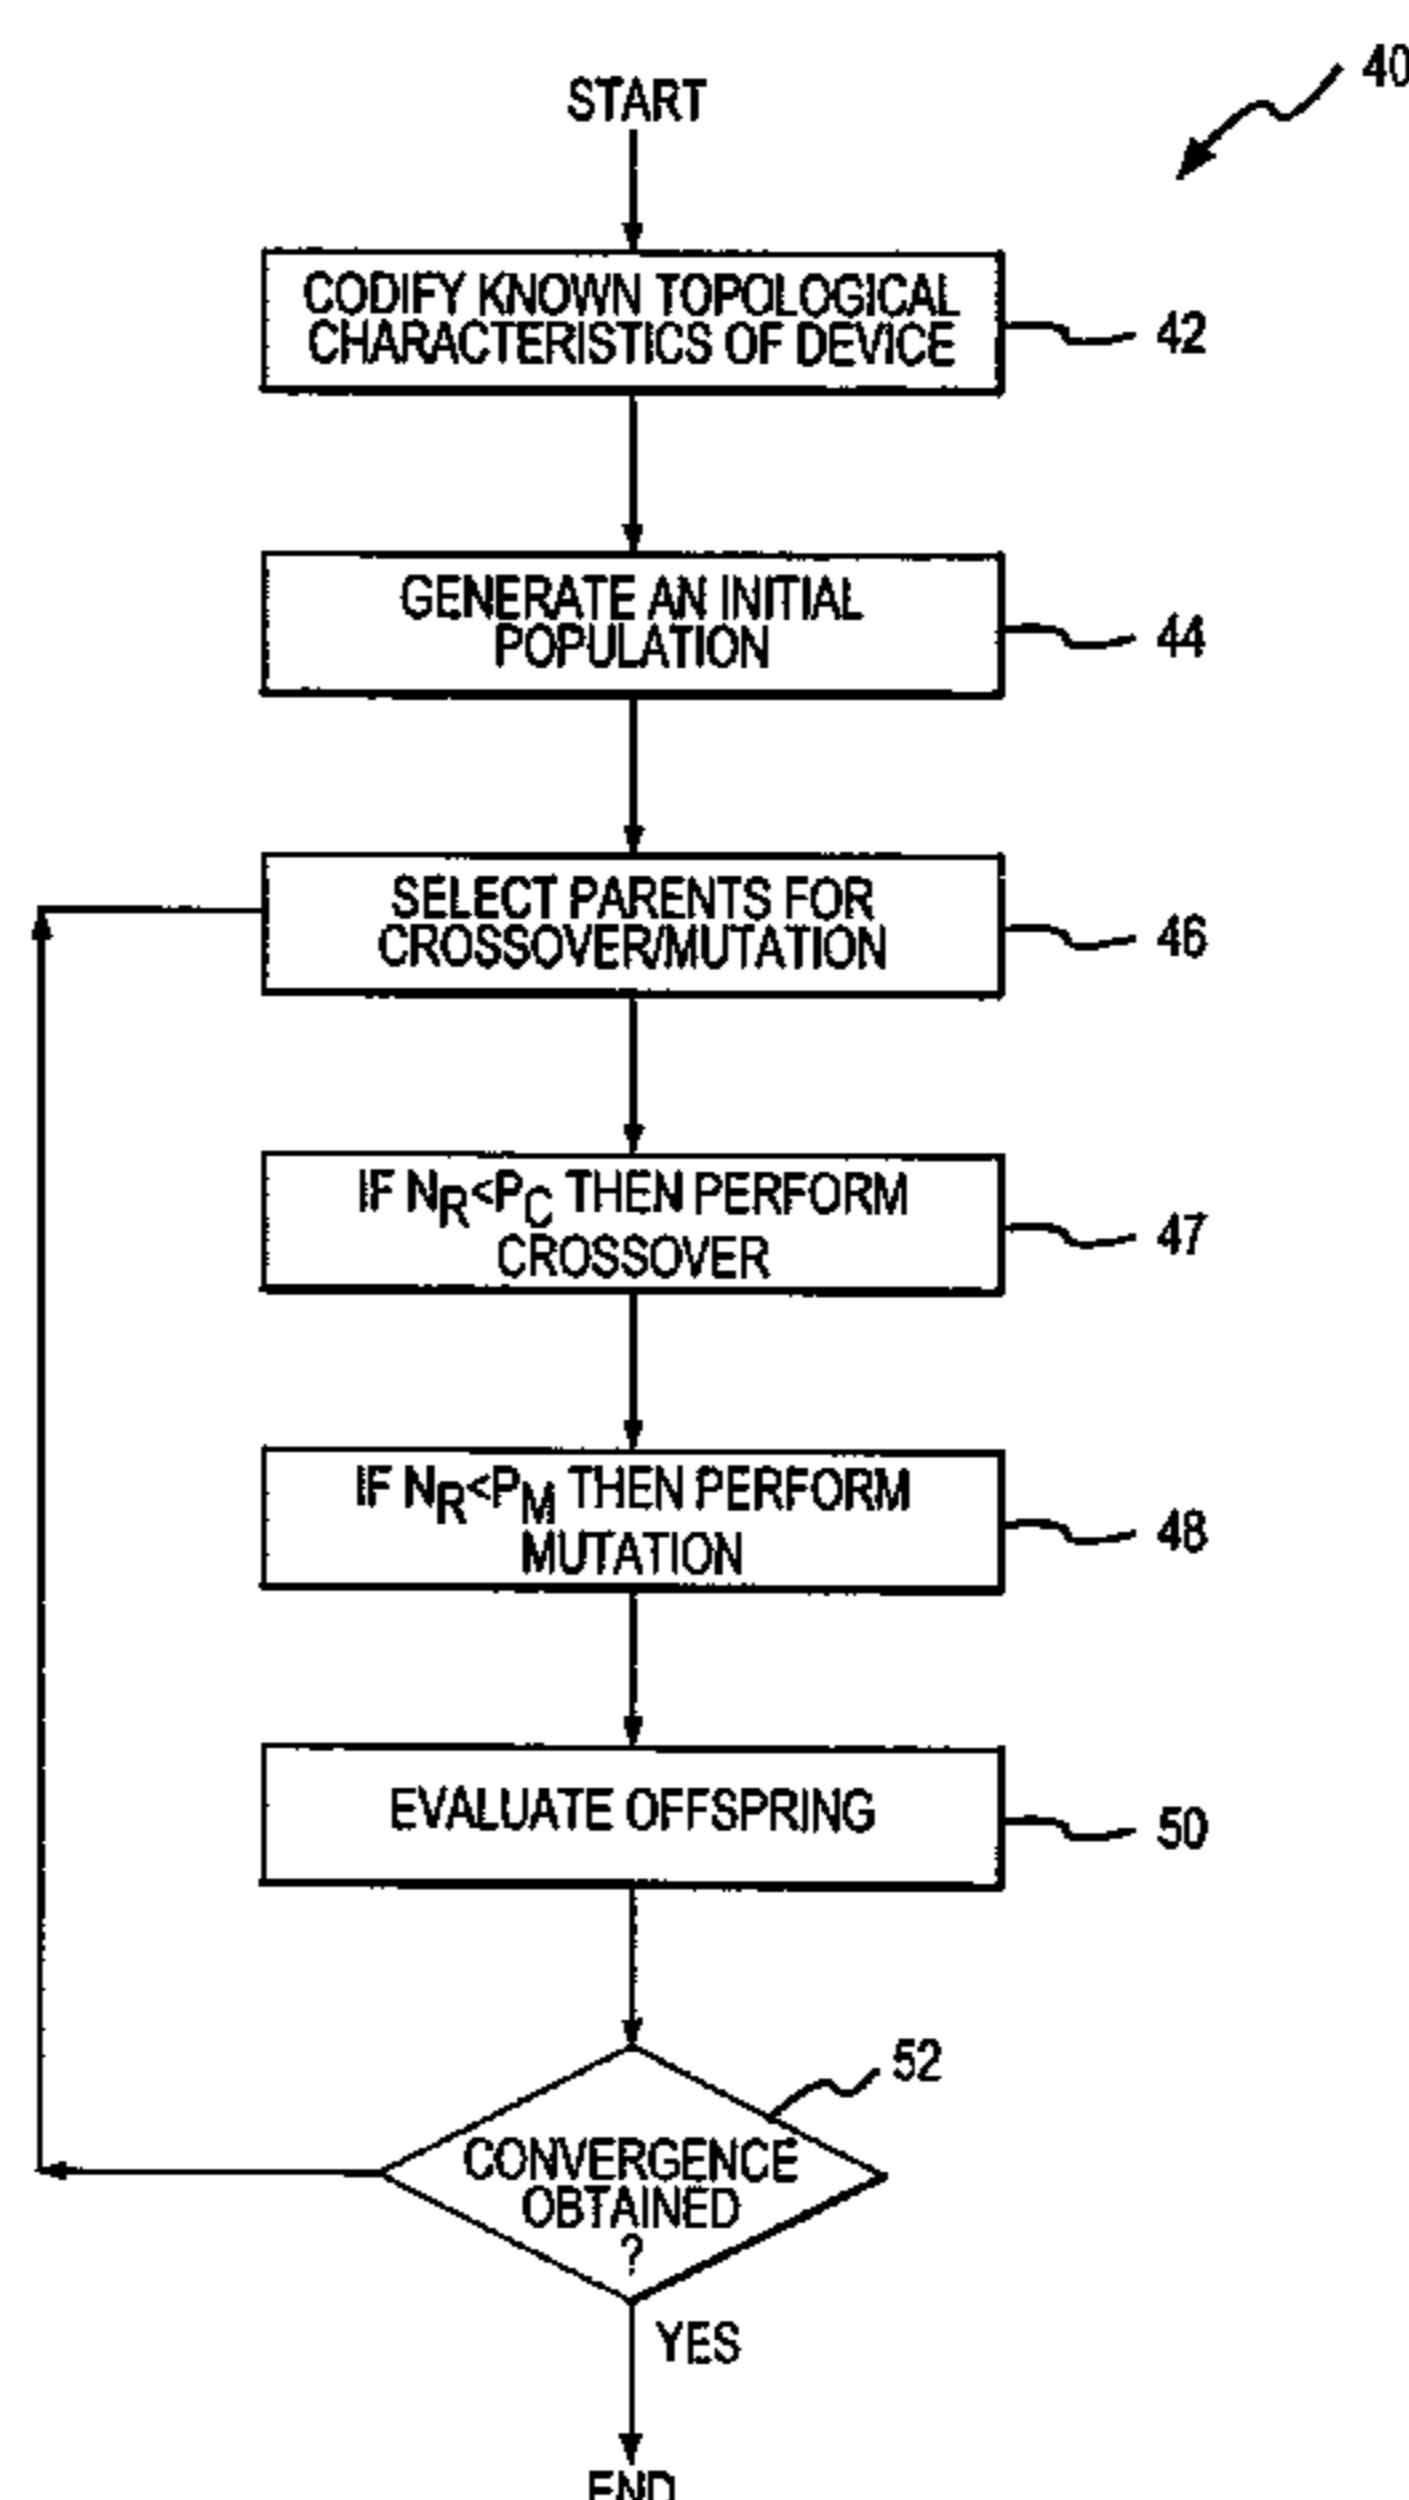 40
START
CODIFY KNOWN TOPOLOGICAL
CHARACTERISTICS OF DEVICE
42
GENERATE AN INITIAL
POPULATION
44
SELECT PARENTS FOR
CROSSOVER/MUTATION
46
IF NR<PC THEN PERFORM
CROSSOVER
47
IF NR<PM THEN PERFORM
MUTATION
48
EVALUATE OFFSPRING
50
52
CONVERGENCE
OBTAINED
?
YES
END